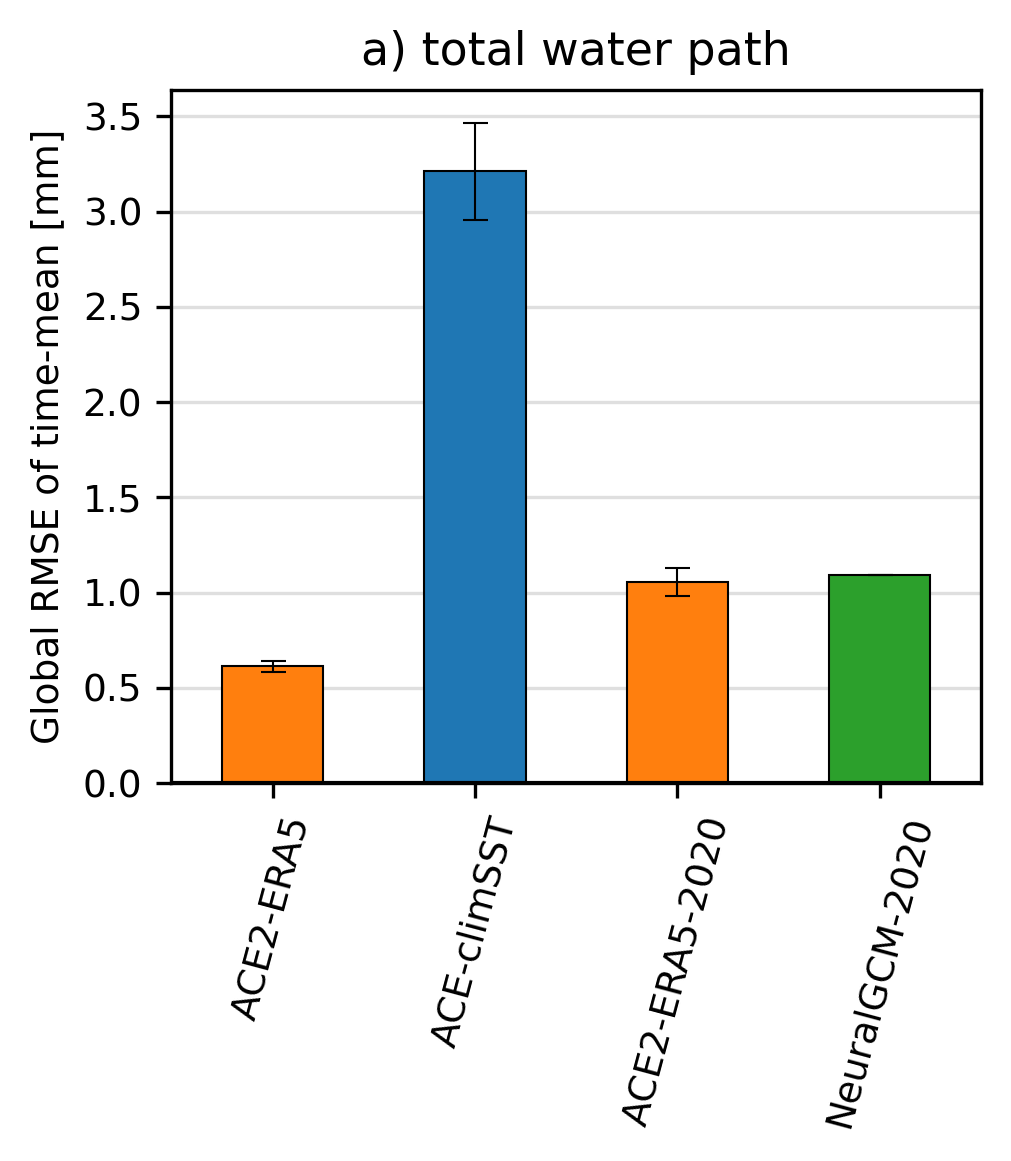 a) total water path
Global RMSE of time-mean [mm]
3.5
3.0
2.5
2.0
1.5
1.0
0.5
0.0
ACE2-ERA5
ACE-climSST
ACE2-ERA5-2020
NeuralGCM-2020